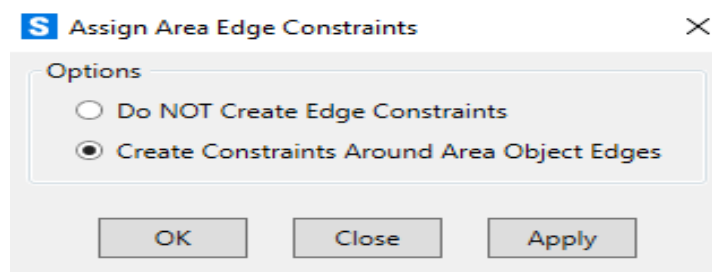 S Assign Area Edge Constraints
Options
Do NOT Create Edge Constraints
Create Constraints Around Area Object Edges
OK Close Apply